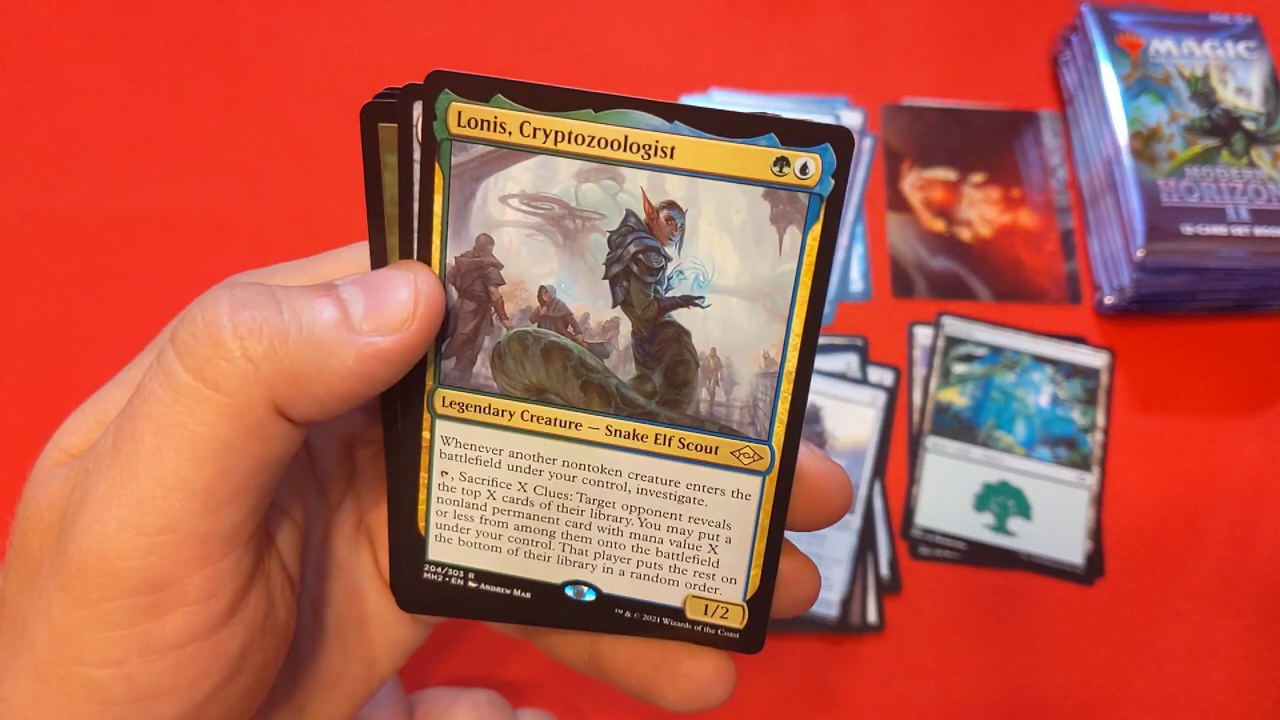 Lonis, Cryptozoologist
Legendary Creature — Snake Elf Scout
Whenever another nontoken creature enters the
battlefield under your control, investigate.
, Sacrifice X Clues: Target opponent reveals
the top X cards of their library. You may put a
nonland permanent card with mana value X
or less from among them onto the battlefield
under your control. That player puts the rest on
the bottom of their library in a random order.
1/2
204/303 R
MH2 • EN ANDREW MAR
™ & © 2021 Wizards of the Coast
MAGIC
MODERN
HORIZON